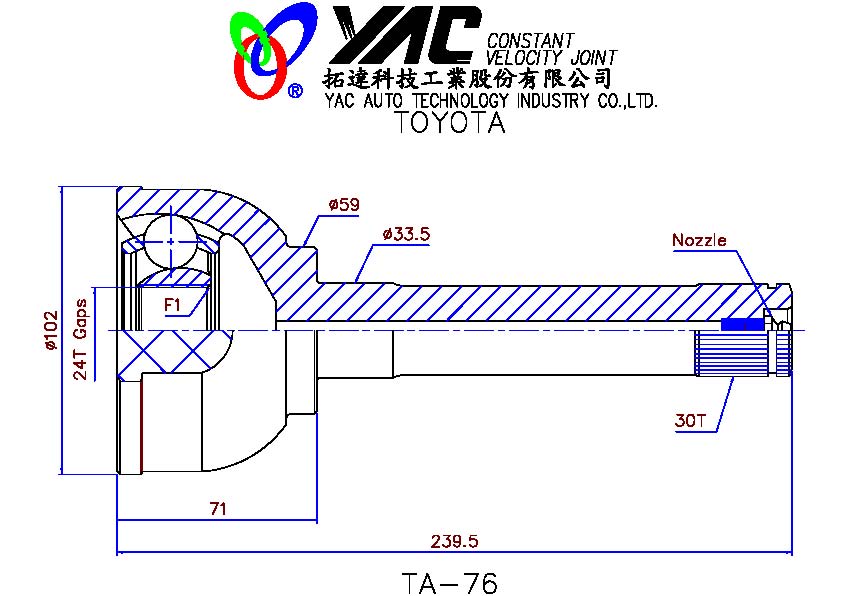 YAC CONSTANT
VELOCITY JOINT
®
拓達科技工業股份有限公司
YAC AUTO TECHNOLOGY INDUSTRY CO.,LTD.
TOYOTA
ø59
ø33.5
Nozzle
F1
24T Gaps
ø102
30T
71
239.5
TA-76